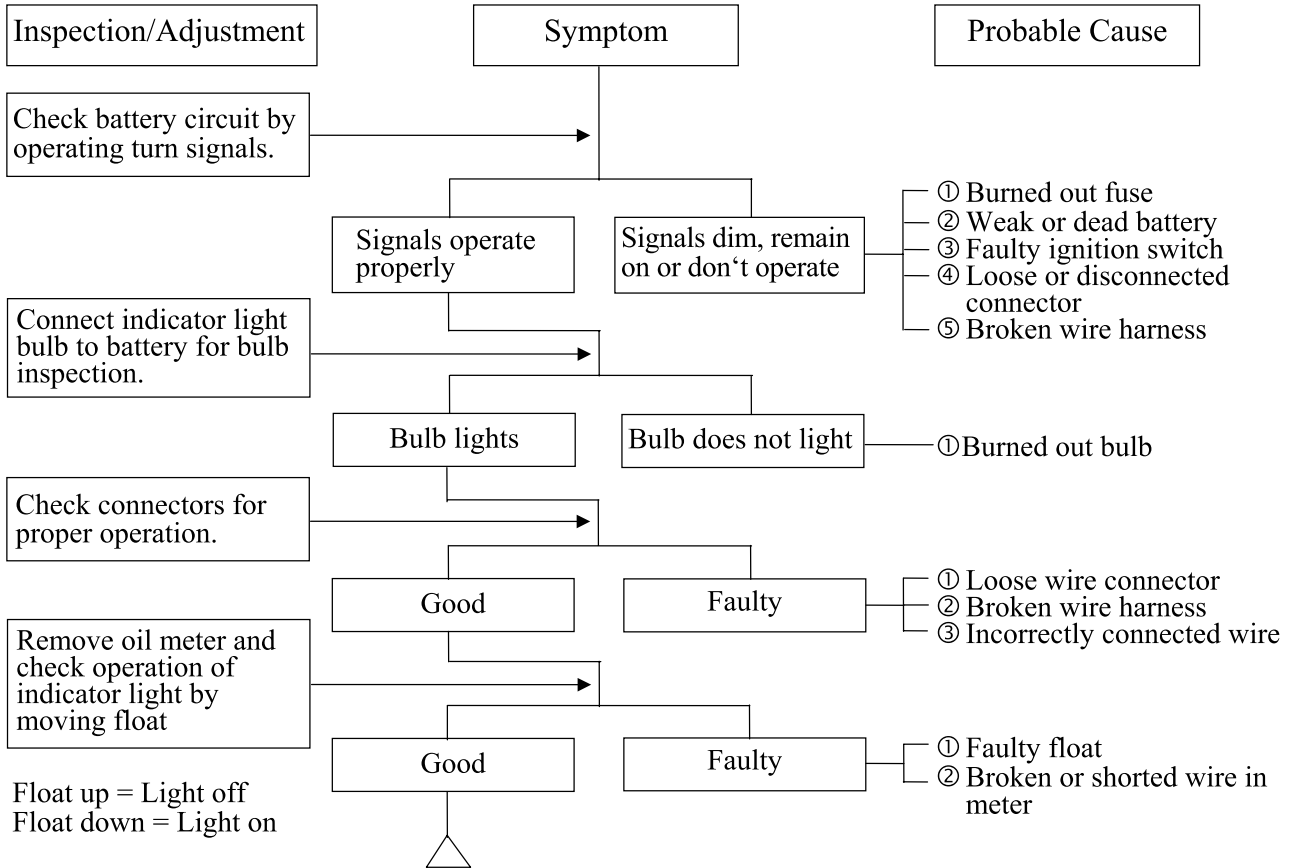 Inspection/Adjustment
Symptom
Probable Cause
Check battery circuit by
operating turn signals.
Signals operate
properly
Signals dim, remain
on or don‘t operate
① Burned out fuse
② Weak or dead battery
③ Faulty ignition switch
④ Loose or disconnected
connector
⑤ Broken wire harness
Connect indicator light
bulb to battery for bulb
inspection.
Bulb lights
Bulb does not light
①Burned out bulb
Check connectors for
proper operation.
Good
Faulty
① Loose wire connector
② Broken wire harness
③ Incorrectly connected wire
Remove oil meter and
check operation of
indicator light by
moving float
Good
Faulty
① Faulty float
② Broken or shorted wire in
meter
Float up = Light off
Float down = Light on